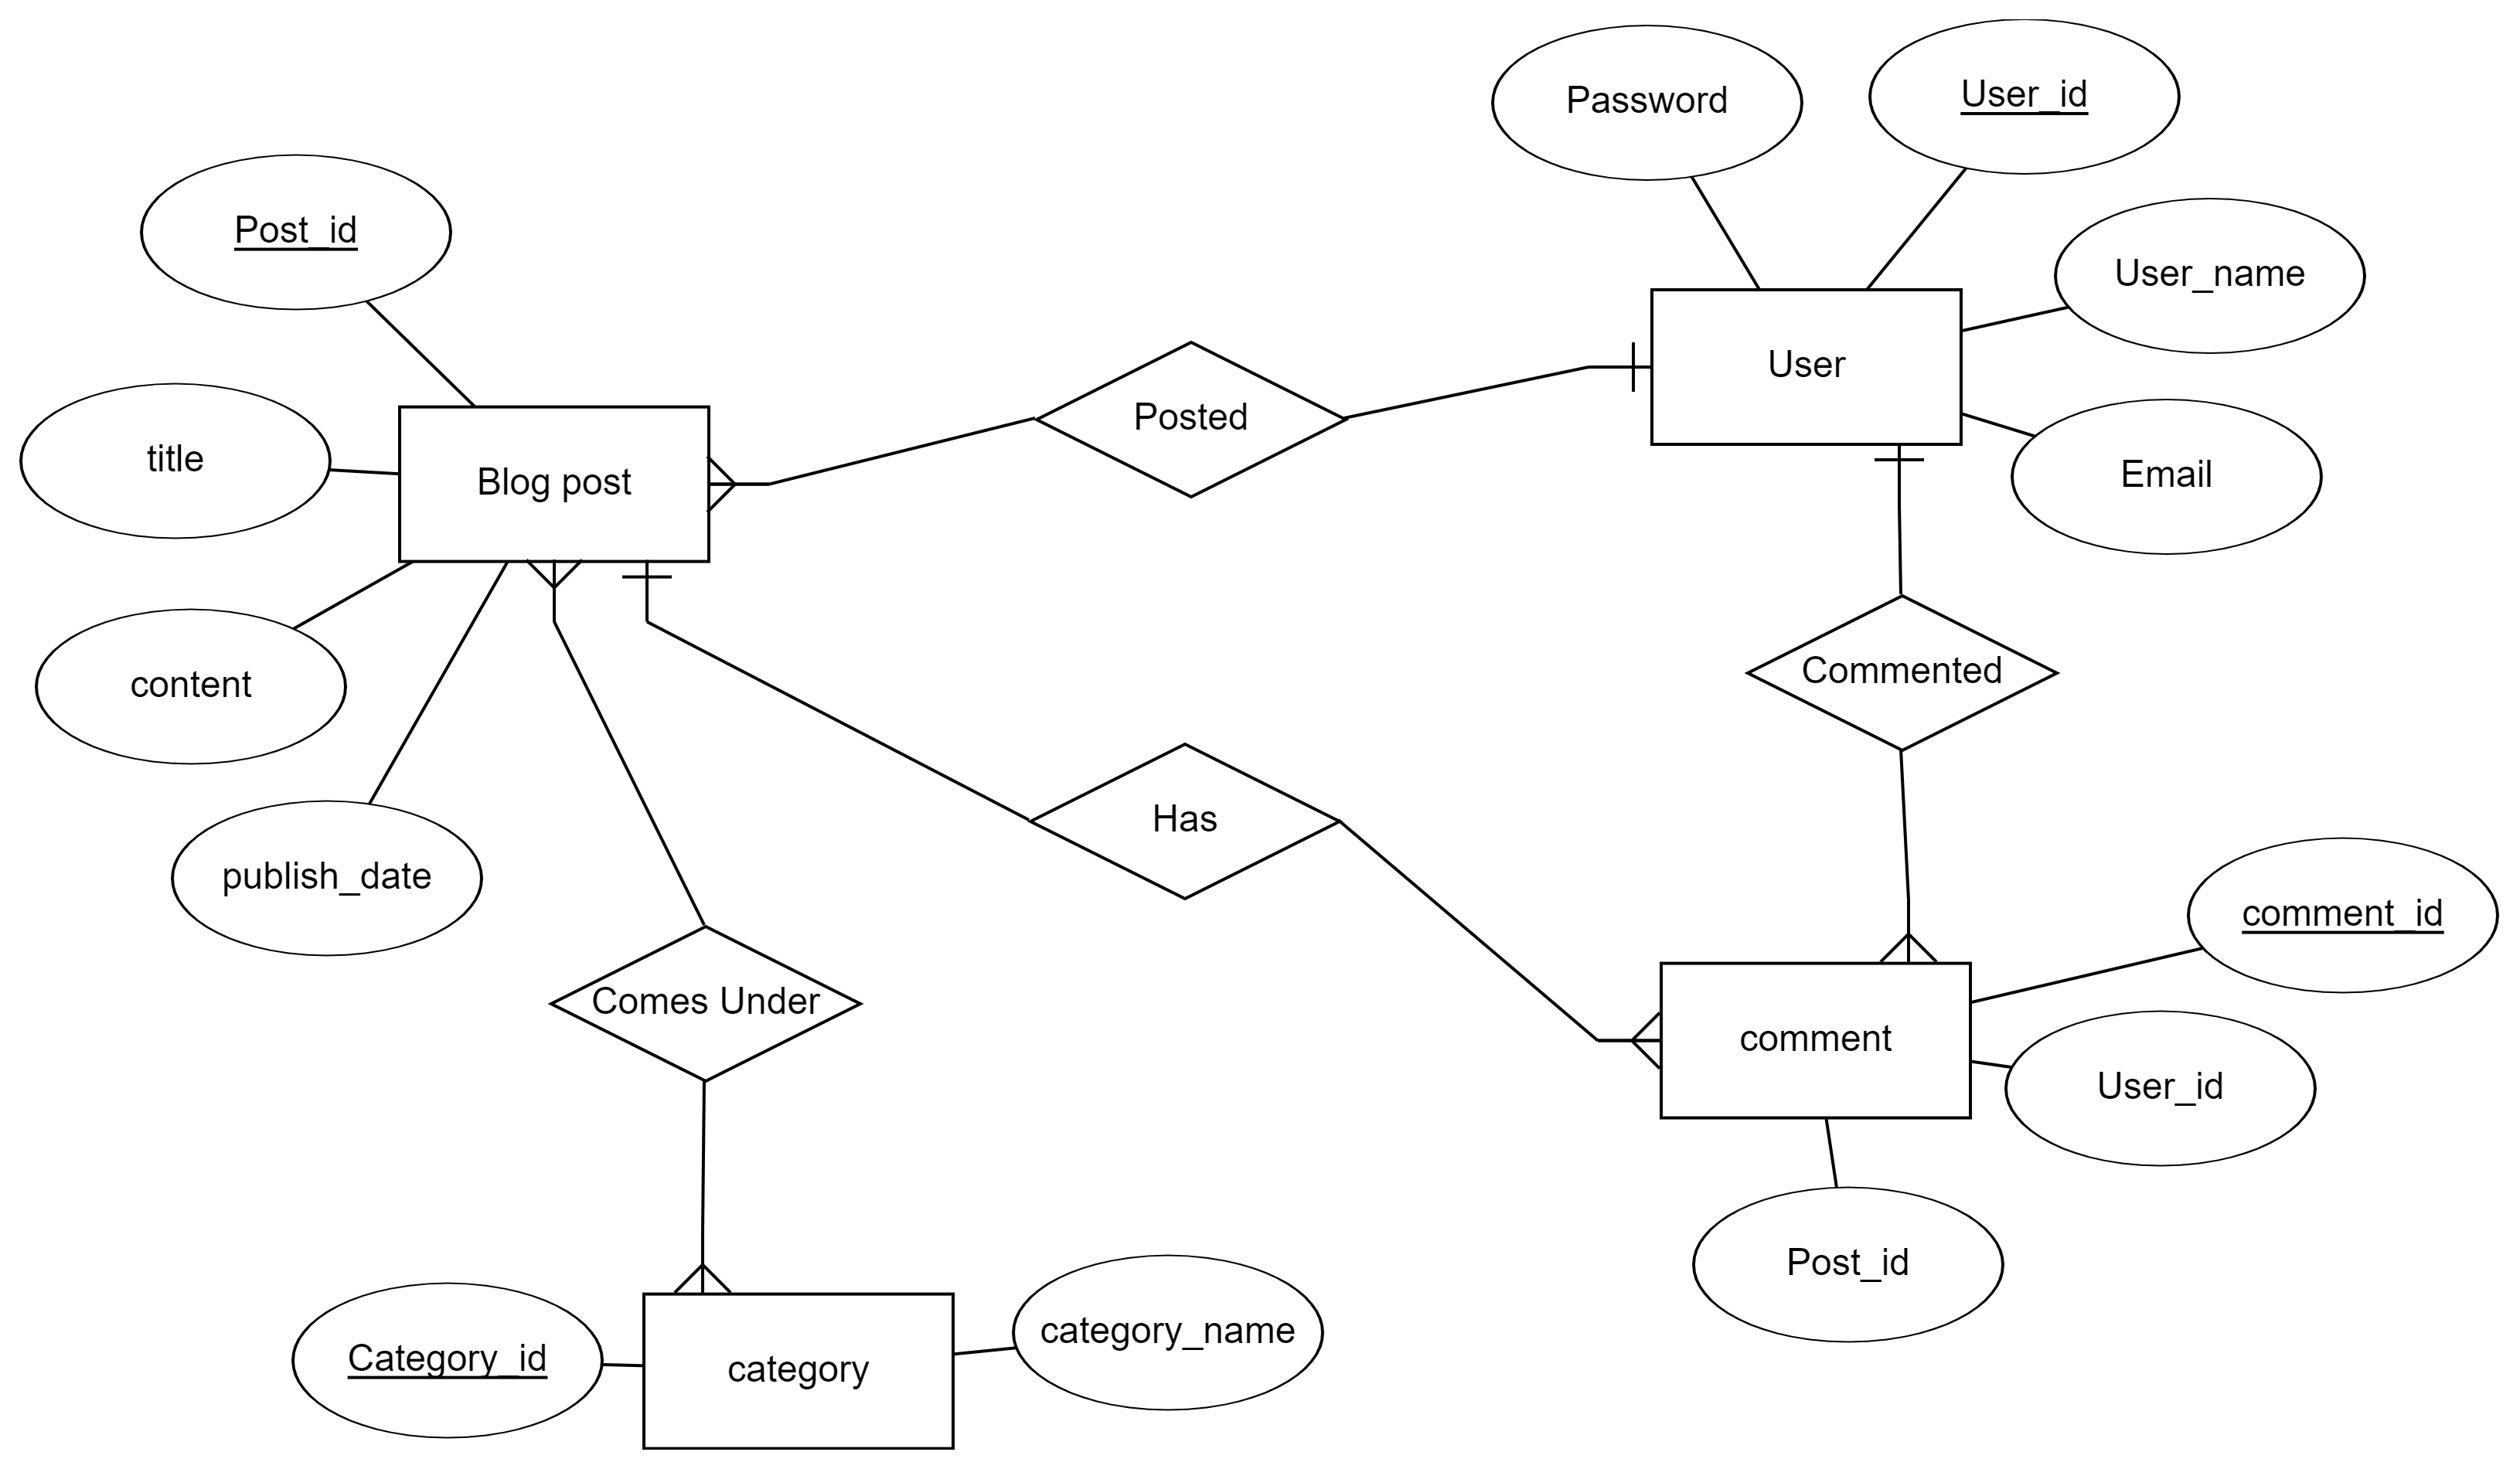 Password
User_id
Post_id
User_name
User
Posted
title
Email
Blog post
Commented
content
Has
publish_date
comment_id
Comes Under
comment
User_id
Post_id
category_name
Category_id
category